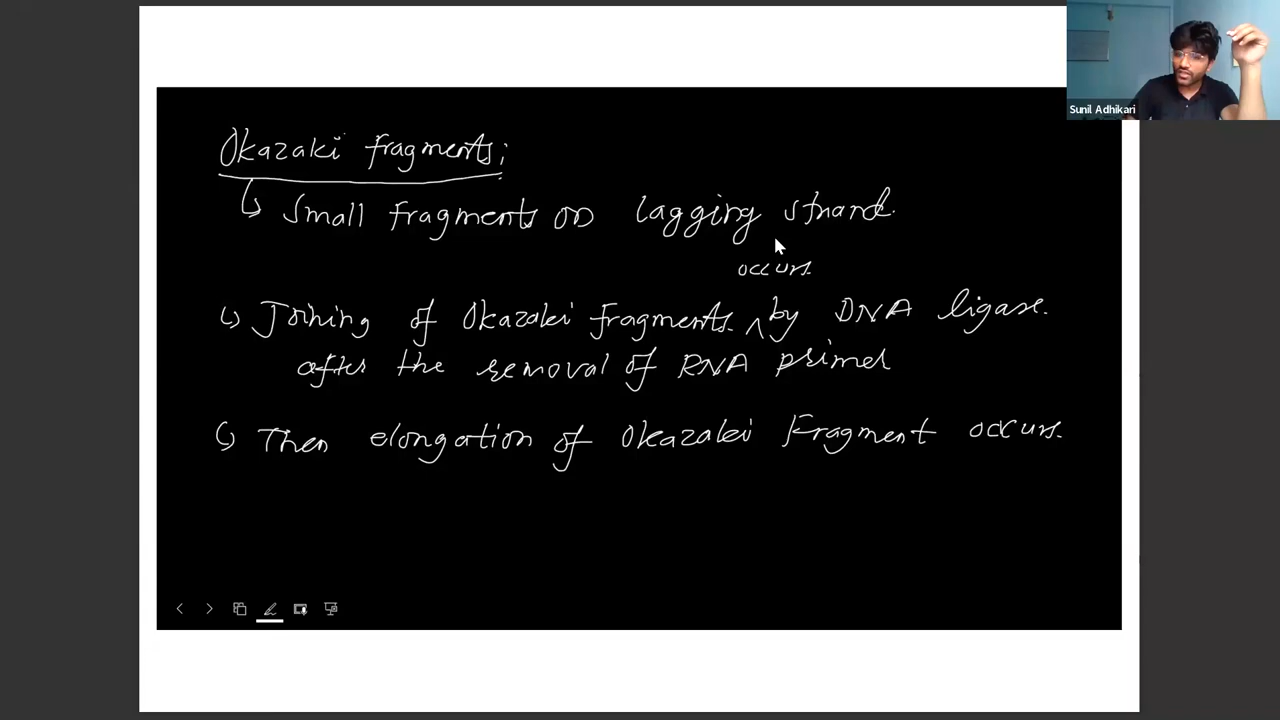 Sunil Adhikari
Okazaki fragments:
↳ Small fragments on lagging strand.
occurs.
↳ Joining of Okazaki fragments. ^ by DNA ligase.
after the removal of RNA primer
↳ Then elongation of Okazaki Fragment occurs.